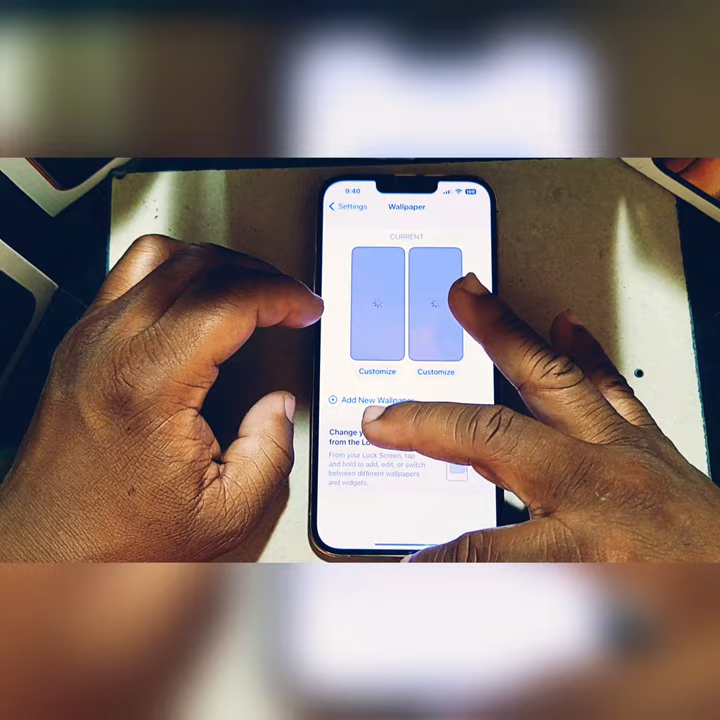 9:40
Settings
Wallpaper
CURRENT
Customize
Customize
Add New
Change
from the
From your Lock Screen, tap
and hold to add, edit, or switch
between different wallpapers
and widgets.